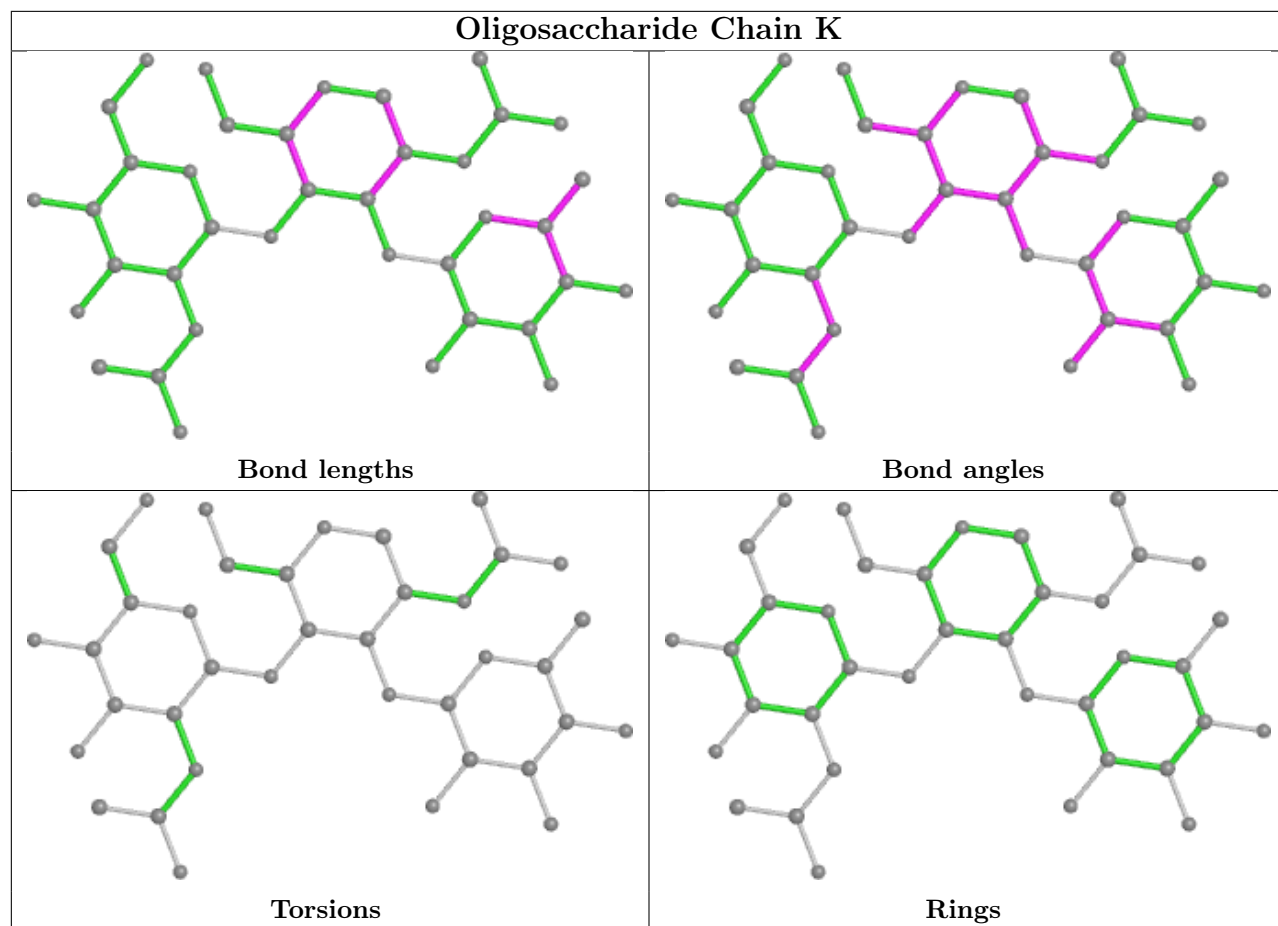 Oligosaccharide Chain K
Bond lengths
Bond angles
Torsions
Rings